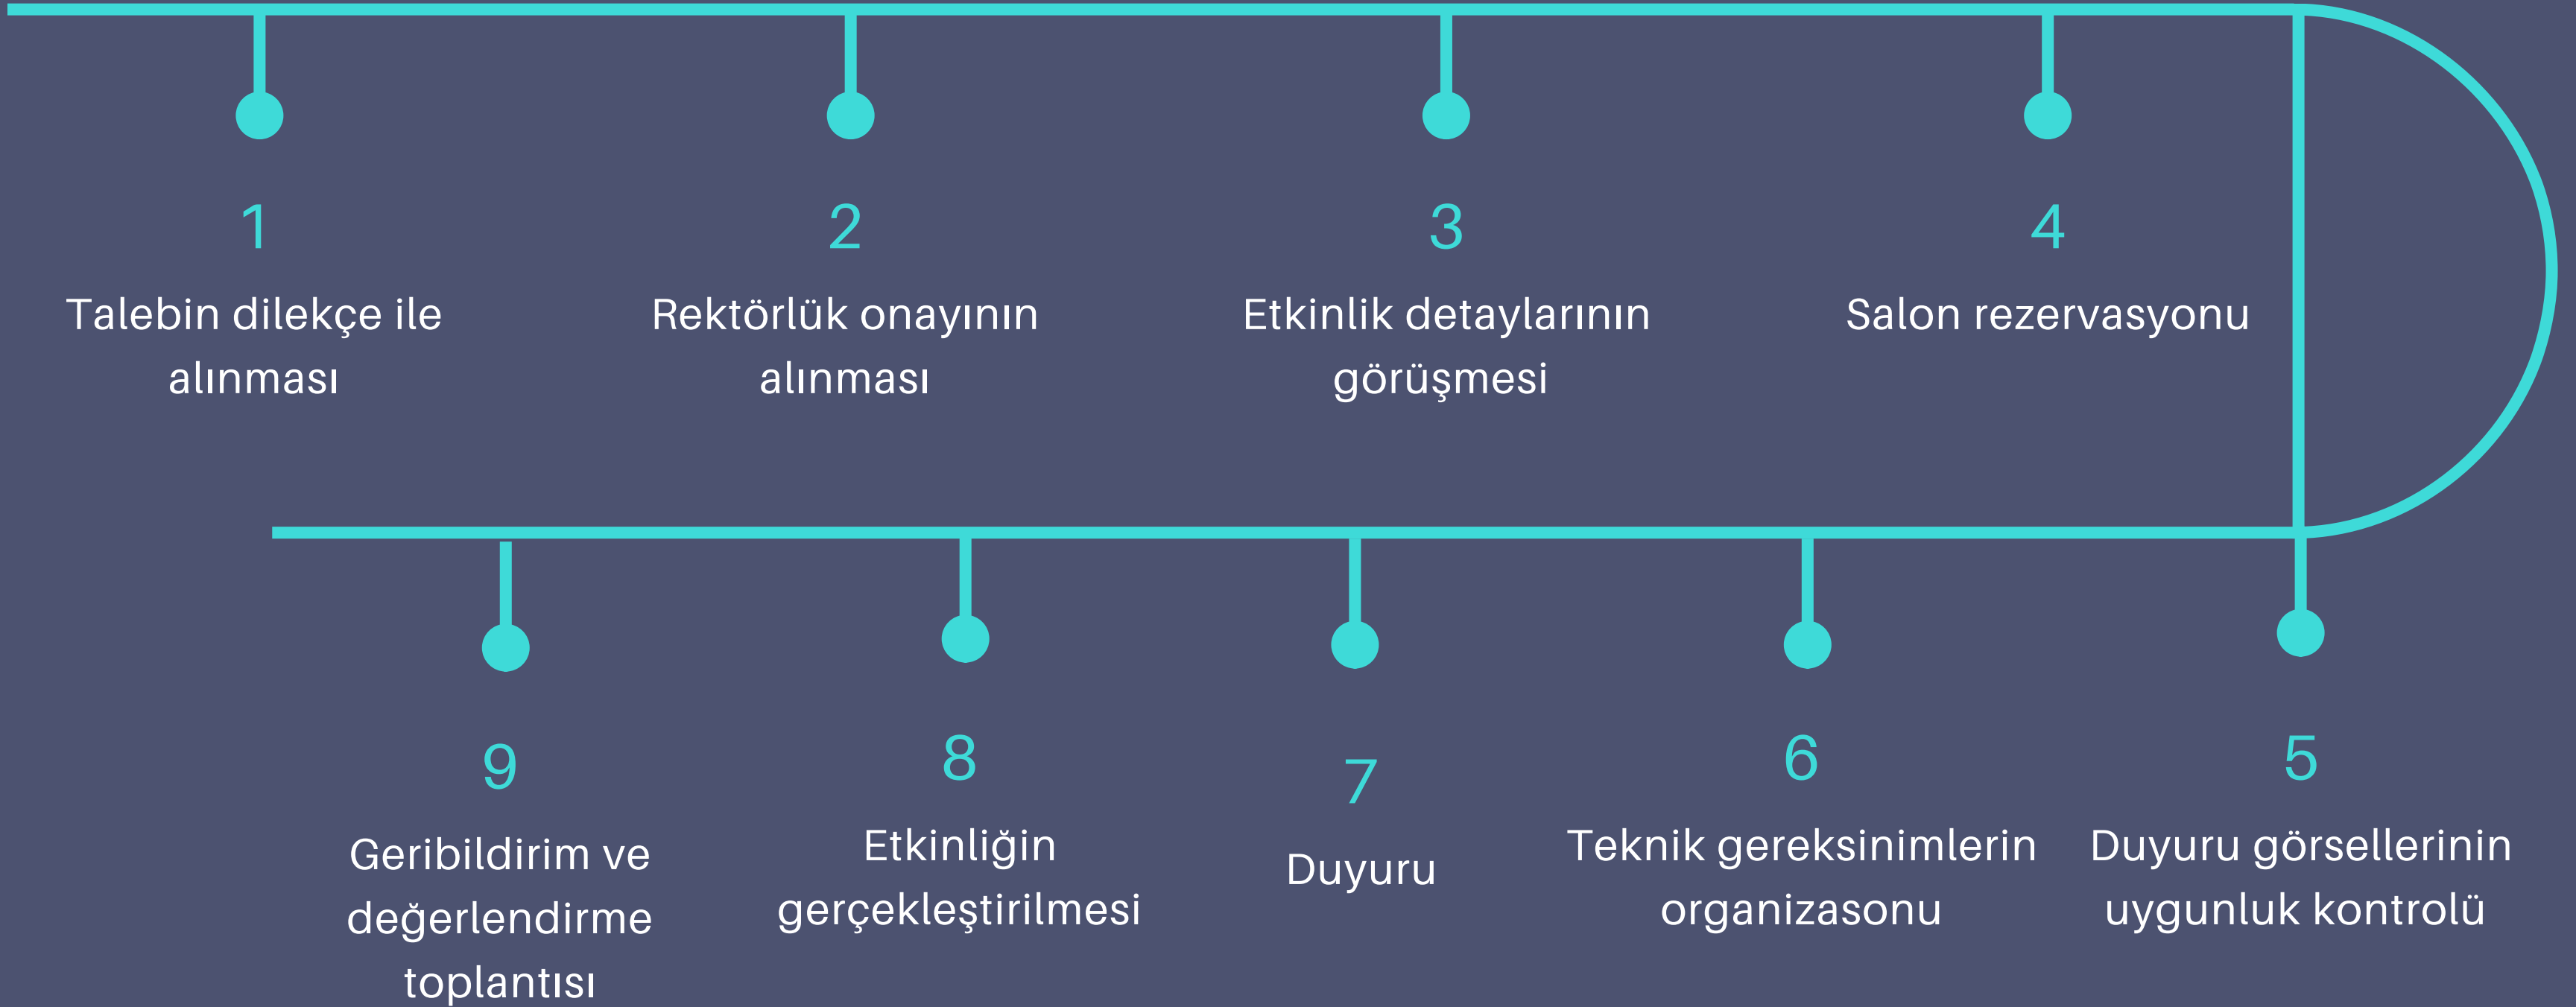 1
Talebin dilekçe ile
alınması
2
Rektörlük onayının
alınması
3
Etkinlik detaylarının
görüşmesi
4
Salon rezervasyonu
5
Duyuru görsellerinin
uygunluk kontrolü
6
Teknik gereksinimlerin
organizasonu
7
Duyuru
8
Etkinliğin
gerçekleştirilmesi
9
Geribildirim ve
değerlendirme
toplantısı